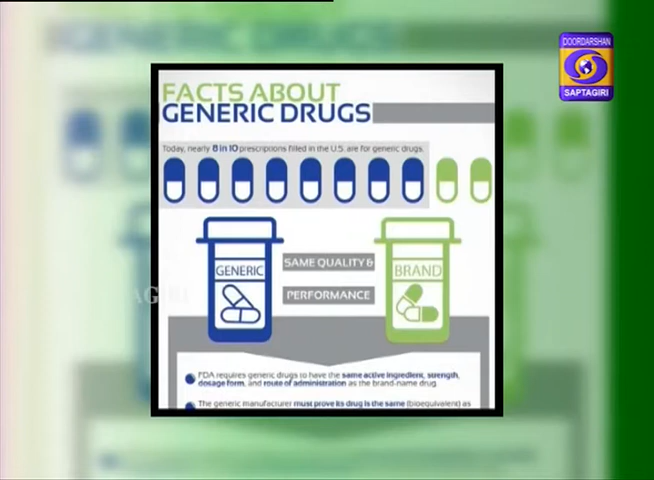 DOORDARSHAN
SAPTAGIRI
FACTS ABOUT
GENERIC DRUGS
Today, nearly 8 in 10 prescriptions filled in the U.S. are for generic drugs.
GENERIC
SAME QUALITY &
PERFORMANCE
BRAND
FDA requires generic drugs to have the same active ingredient, strength,
dosage form, and route of administration as the brand-name drug.
The generic manufacturer must prove its drug is the same (bioequivalent) as